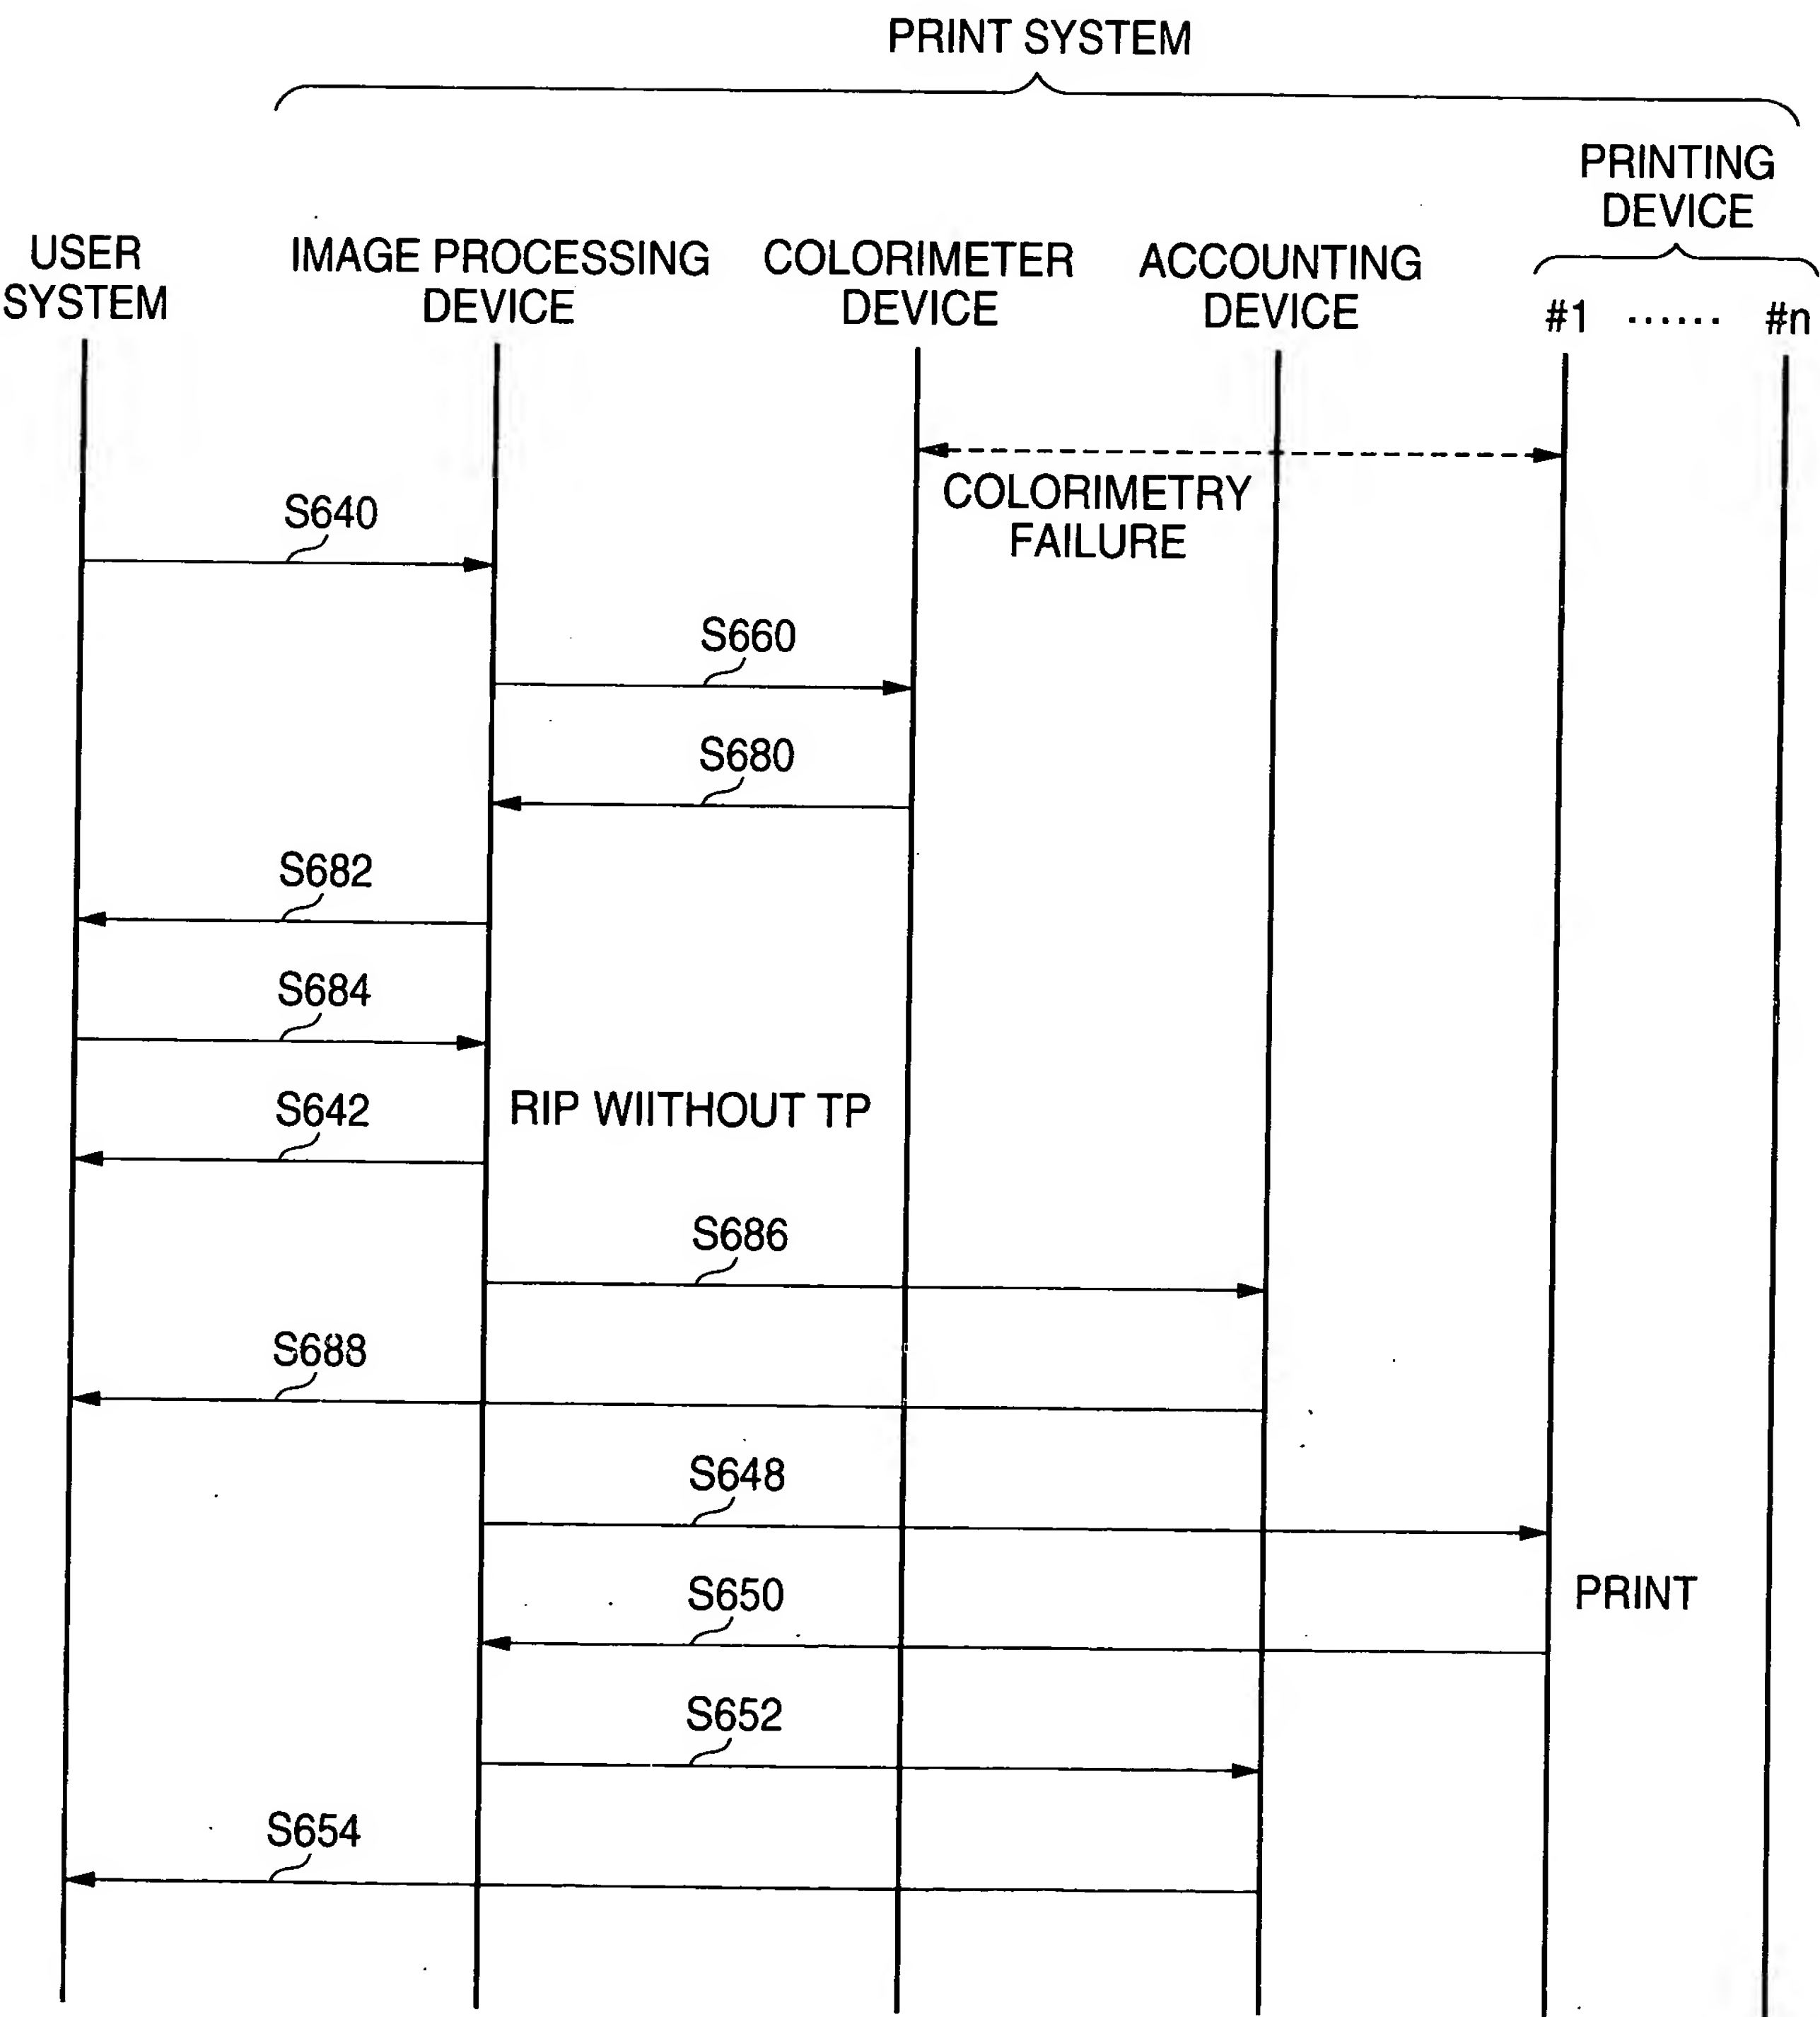 PRINT SYSTEM
PRINTING
DEVICE
USER
SYSTEM
IMAGE PROCESSING
DEVICE
COLORIMETER
DEVICE
ACCOUNTING
DEVICE
#1 ...... #n
COLORIMETRY
FAILURE
S640
S660
S680
S682
S684
S642
RIP WIITHOUT TP
S686
S688
S648
S650
PRINT
S652
S654